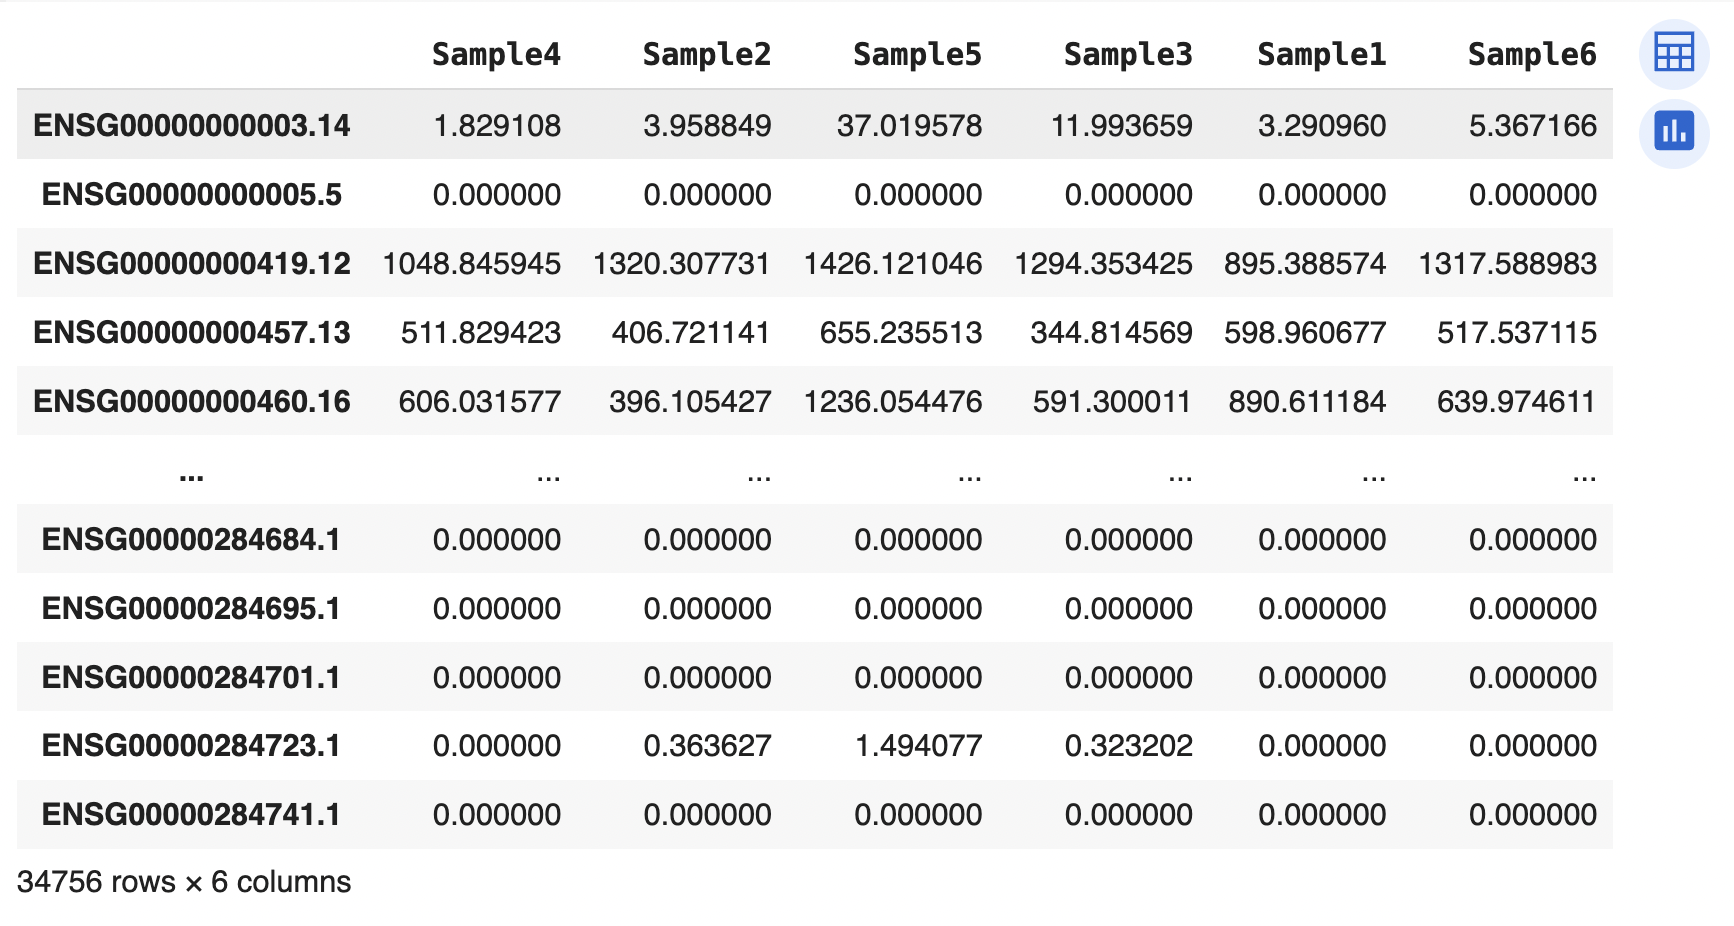 Sample4 Sample2 Sample5 Sample3 Sample1 Sample6
ENSG00000000003.14 1.829108 3.958849 37.019578 11.993659 3.290960 5.367166
ENSG00000000005.5 0.000000 0.000000 0.000000 0.000000 0.000000 0.000000
ENSG00000000419.12 1048.845945 1320.307731 1426.121046 1294.353425 895.388574 1317.588983
ENSG00000000457.13 511.829423 406.721141 655.235513 344.814569 598.960677 517.537115
ENSG00000000460.16 606.031577 396.105427 1236.054476 591.300011 890.611184 639.974611
... ... ... ... ... ... ...
ENSG00000284684.1 0.000000 0.000000 0.000000 0.000000 0.000000 0.000000
ENSG00000284695.1 0.000000 0.000000 0.000000 0.000000 0.000000 0.000000
ENSG00000284701.1 0.000000 0.000000 0.000000 0.000000 0.000000 0.000000
ENSG00000284723.1 0.000000 0.363627 1.494077 0.323202 0.000000 0.000000
ENSG00000284741.1 0.000000 0.000000 0.000000 0.000000 0.000000 0.000000
34756 rows × 6 columns